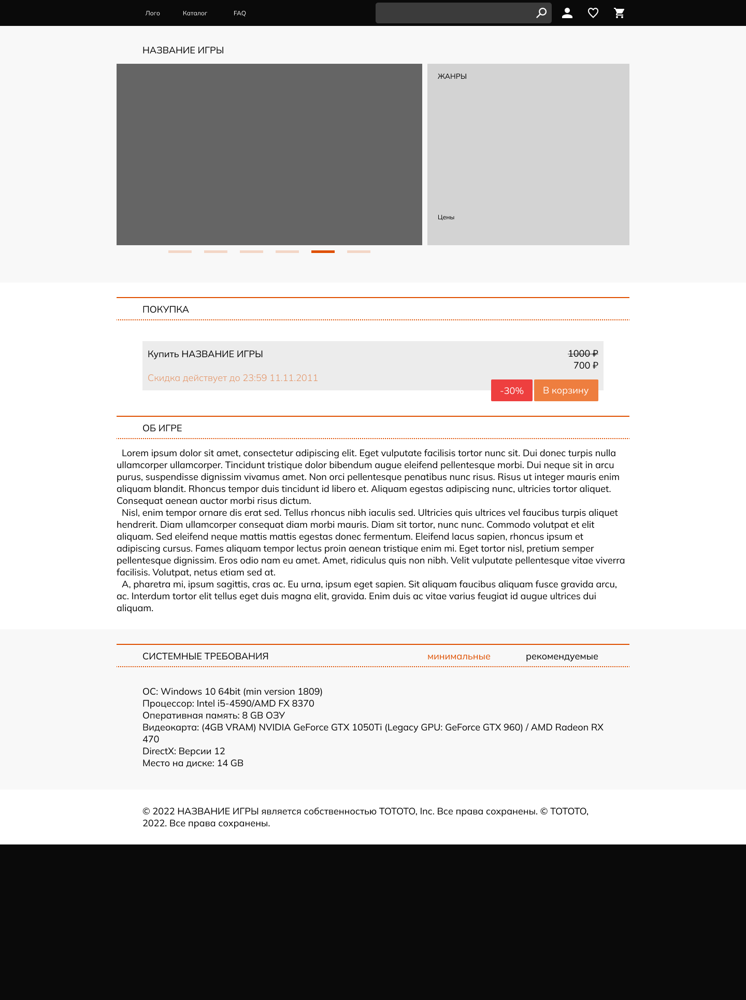 Лого Каталог FAQ
НАЗВАНИЕ ИГРЫ
ЖАНРЫ
Цены
ПОКУПКА
Купить НАЗВАНИЕ ИГРЫ
1000 ₽
700 ₽
Скидка действует до 23:59 11.11.2011
-30%
В корзину
ОБ ИГРЕ
Lorem ipsum dolor sit amet, consectetur adipiscing elit. Eget vulputate facilisis tortor nunc sit. Dui donec turpis nulla
ullamcorper ullamcorper. Tincidunt tristique dolor bibendum augue eleifend pellentesque morbi. Dui neque sit in arcu
purus, suspendisse dignissim vivamus amet. Non orci pellentesque penatibus nunc risus. Risus ut integer mauris enim
aliquam blandit. Rhoncus tempor duis tincidunt id libero et. Aliquam egestas adipiscing nunc, ultricies tortor aliquet.
Consequat aenean auctor morbi risus dictum.
Nisl, enim tempor ornare dis erat sed. Tellus rhoncus nibh iaculis sed. Ultricies quis ultrices vel faucibus turpis aliquet
hendrerit. Diam ullamcorper consequat diam morbi mauris. Diam sit tortor, nunc nunc. Commodo volutpat et elit
aliquam. Sed eleifend neque mattis mattis egestas donec fermentum. Eleifend lacus sapien, rhoncus ipsum et
adipiscing cursus. Fames aliquam tempor lectus proin aenean tristique enim mi. Eget tortor nisl, pretium semper
pellentesque dignissim. Eros odio nam eu amet. Amet, ridiculus quis non nibh. Velit vulputate pellentesque vitae viverra
facilisis. Volutpat, netus etiam sed at.
A, pharetra mi, ipsum sagittis, cras ac. Eu urna, ipsum eget sapien. Sit aliquam faucibus aliquam fusce gravida arcu,
ac. Interdum tortor elit tellus eget duis magna elit, gravida. Enim duis ac vitae varius feugiat id augue ultrices dui
aliquam.
СИСТЕМНЫЕ ТРЕБОВАНИЯ минимальные рекомендуемые
ОС: Windows 10 64bit (min version 1809)
Процессор: Intel i5-4590/AMD FX 8370
Оперативная память: 8 GB ОЗУ
Видеокарта: (4GB VRAM) NVIDIA GeForce GTX 1050Ti (Legacy GPU: GeForce GTX 960) / AMD Radeon RX
470
DirectX: Версии 12
Место на диске: 14 GB
© 2022 НАЗВАНИЕ ИГРЫ является собственностью ТОТОТО, Inc. Все права сохранены. © ТОТОТО,
2022. Все права сохранены.